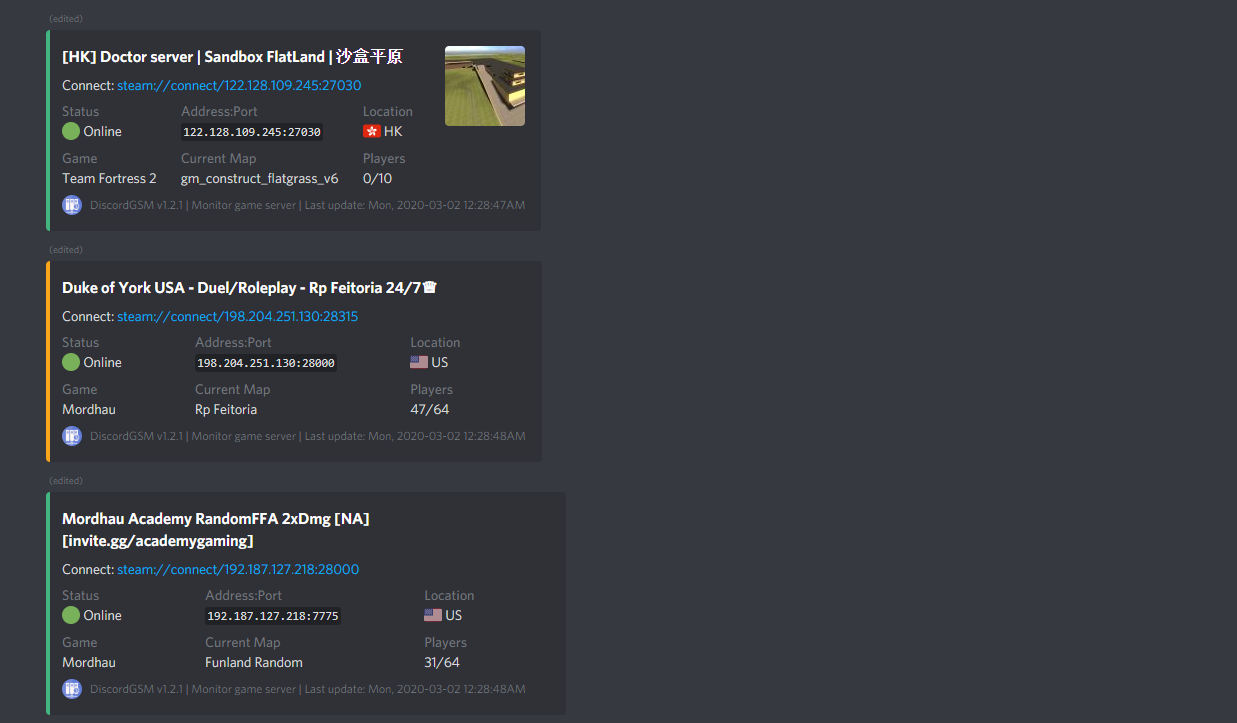 (edited)
[HK] Doctor server | Sandbox FlatLand | 沙盒平原
Connect: steam://connect/122.128.109.245:27030
Status Address:Port Location
Online 122.128.109.245:27030 HK
Game Current Map Players
Team Fortress 2 gm_construct_flatgrass_v6 0/10
DiscordGSM v1.2.1 | Monitor game server | Last update: Mon, 2020-03-02 12:28:47AM
(edited)
Duke of York USA - Duel/Roleplay - Rp Feitoria 24/7♕
Connect: steam://connect/198.204.251.130:28315
Status Address:Port Location
Online 198.204.251.130:28000 US
Game Current Map Players
Mordhau Rp Feitoria 47/64
DiscordGSM v1.2.1 | Monitor game server | Last update: Mon, 2020-03-02 12:28:48AM
(edited)
Mordhau Academy RandomFFA 2xDmg [NA]
[invite.gg/academygaming]
Connect: steam://connect/192.187.127.218:28000
Status Address:Port Location
Online 192.187.127.218:7775 US
Game Current Map Players
Mordhau Funland Random 31/64
DiscordGSM v1.2.1 | Monitor game server | Last update: Mon, 2020-03-02 12:28:48AM